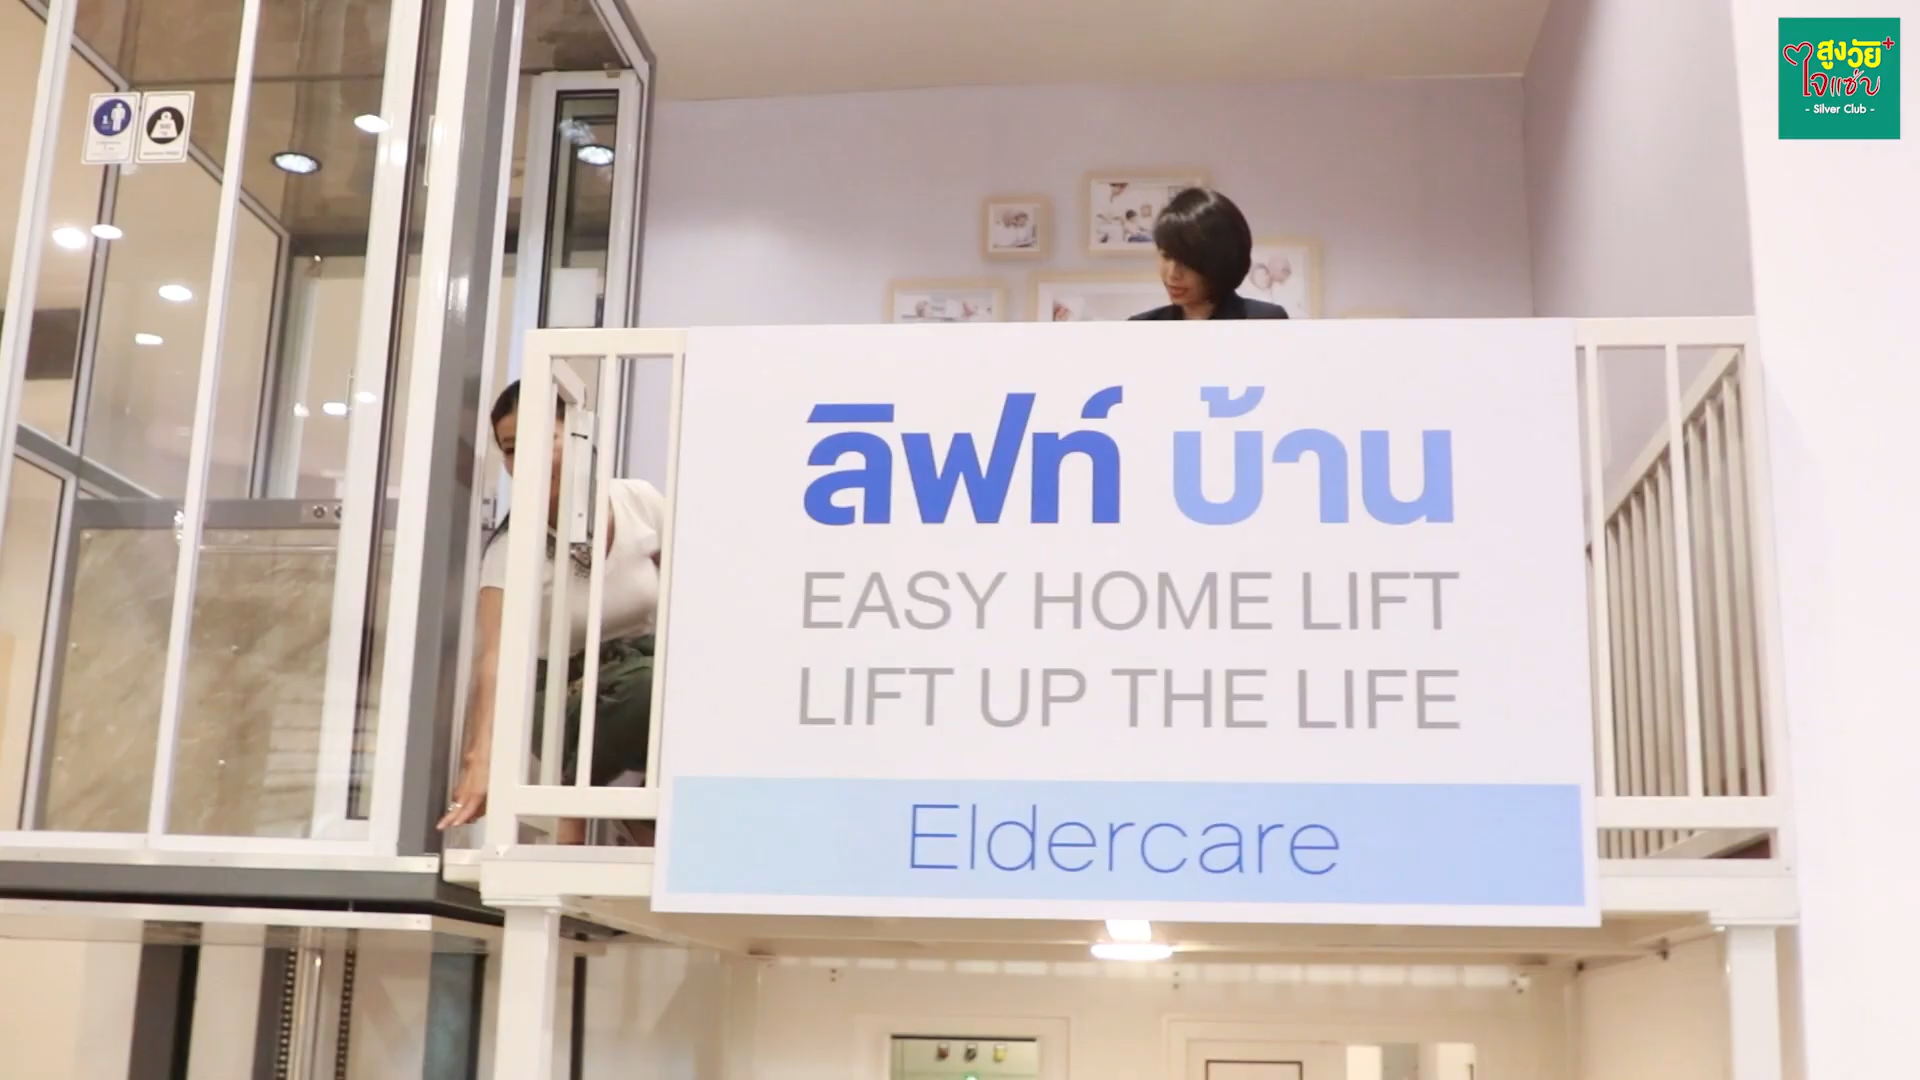 สูงวัย+
ใจแซ่บ
- Silver Club -
ลิฟท์ บ้าน
EASY HOME LIFT
LIFT UP THE LIFE
Eldercare